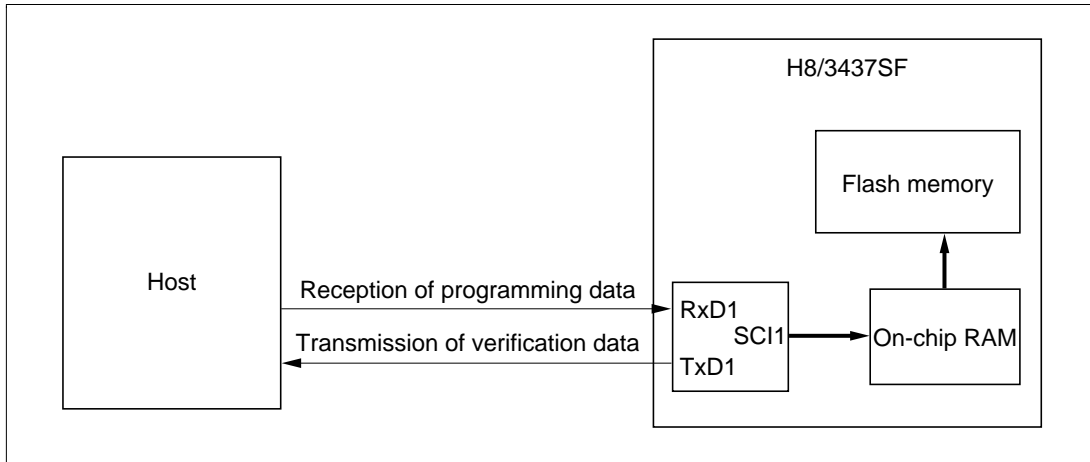 H8/3437SF
Flash memory
Host
Reception of programming data
RxD1
SCI1
On-chip RAM
Transmission of verification data
TxD1